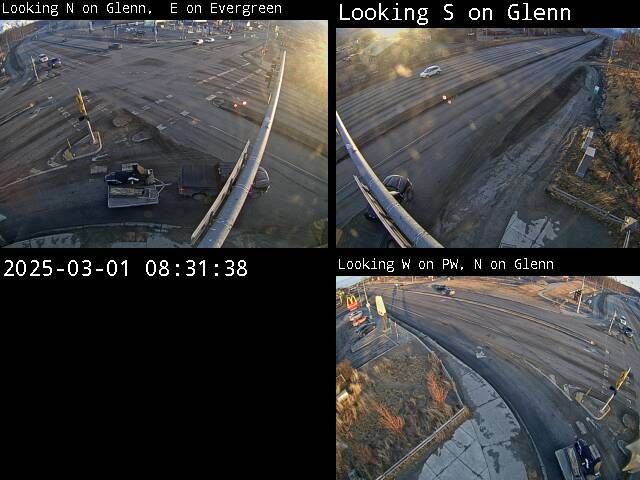 Looking N on Glenn,  E on Evergreen
Looking S on Glenn
2025-03-01 08:31:38
Looking W on PW, N on Glenn